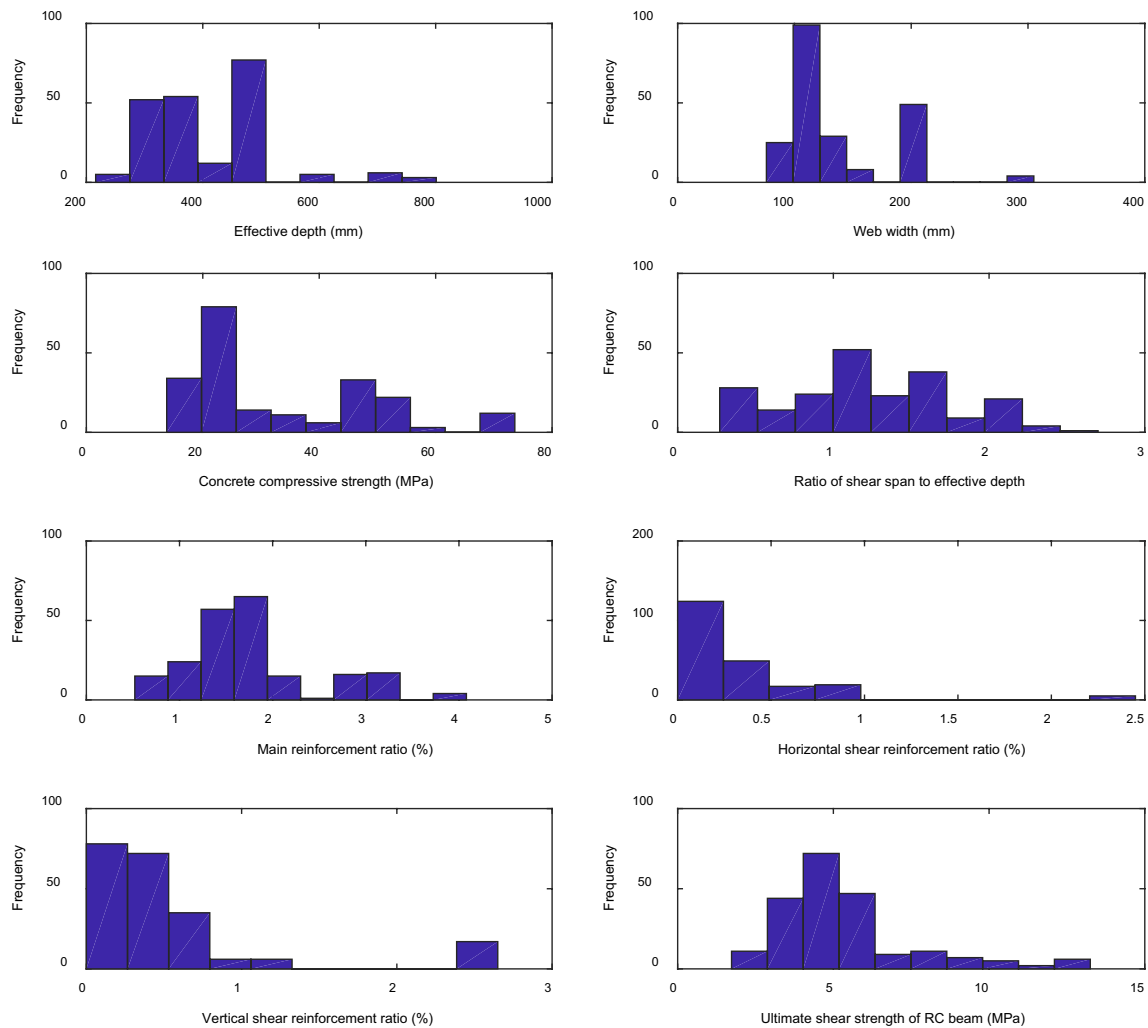 100
50
0
Frequency
200 400 600 800 1000
Effective depth (mm)
100
50
0
Frequency
0 100 200 300 400
Web width (mm)
100
50
0
Frequency
0 20 40 60 80
Concrete compressive strength (MPa)
100
50
0
Frequency
0 1 2 3
Ratio of shear span to effective depth
100
50
0
Frequency
0 1 2 3 4 5
Main reinforcement ratio (%)
200
100
0
Frequency
0 0.5 1 1.5 2 2.5
Horizontal shear reinforcement ratio (%)
100
50
0
Frequency
0 1 2 3
Vertical shear reinforcement ratio (%)
100
50
0
Frequency
0 5 10 15
Ultimate shear strength of RC beam (MPa)